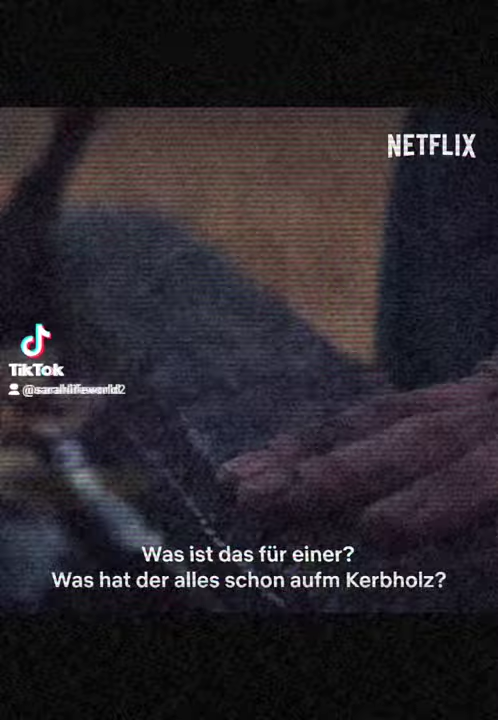 NETFLIX
TikTok
Was ist das für einer?
Was hat der alles schon aufm Kerbholz?